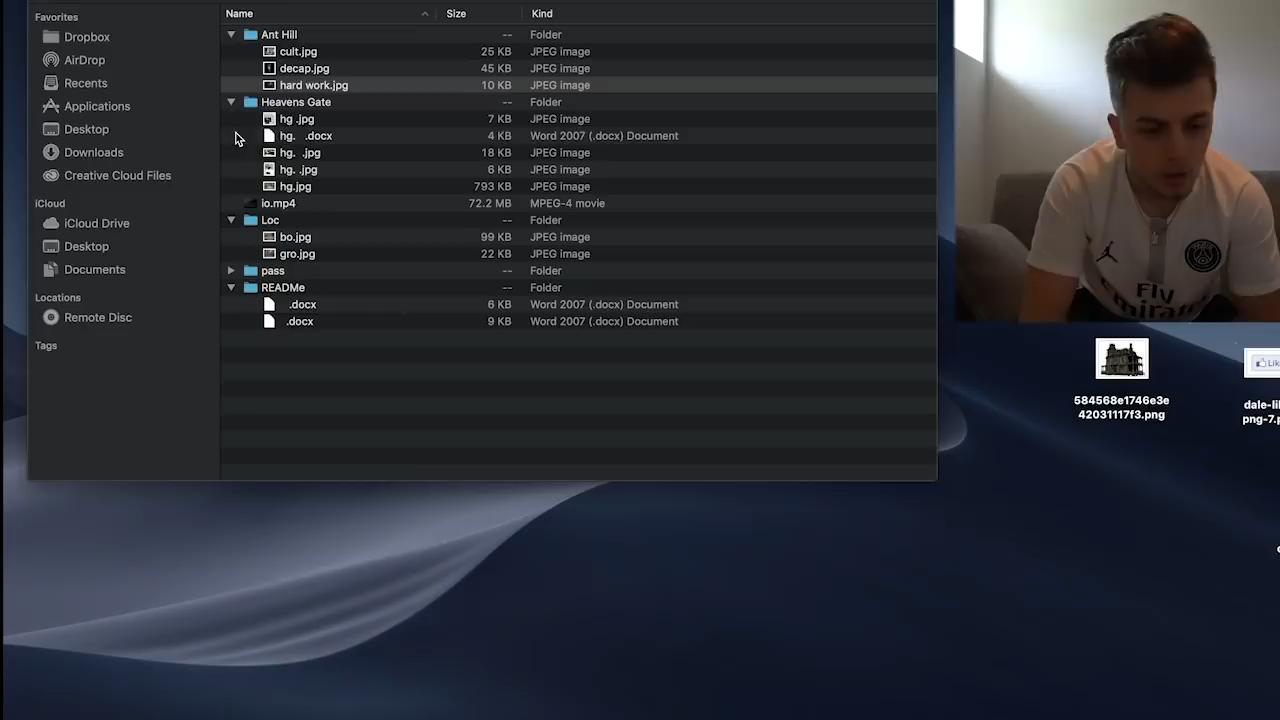 Favorites
Dropbox
AirDrop
Recents
Applications
Desktop
Downloads
Creative Cloud Files
iCloud
iCloud Drive
Desktop
Documents
Locations
Remote Disc
Tags
Name Size Kind
Ant Hill -- Folder
cult.jpg 25 KB JPEG image
decap.jpg 45 KB JPEG image
hard work.jpg 10 KB JPEG image
Heavens Gate -- Folder
hg .jpg 7 KB JPEG image
hg. .docx 4 KB Word 2007 (.docx) Document
hg. .jpg 18 KB JPEG image
hg. .jpg 6 KB JPEG image
hg.jpg 793 KB JPEG image
io.mp4 72.2 MB MPEG-4 movie
Loc -- Folder
bo.jpg 99 KB JPEG image
gro.jpg 22 KB JPEG image
pass -- Folder
READMe -- Folder
.docx 6 KB Word 2007 (.docx) Document
.docx 9 KB Word 2007 (.docx) Document
Fly
584568e1746e3e
42031117f3.png